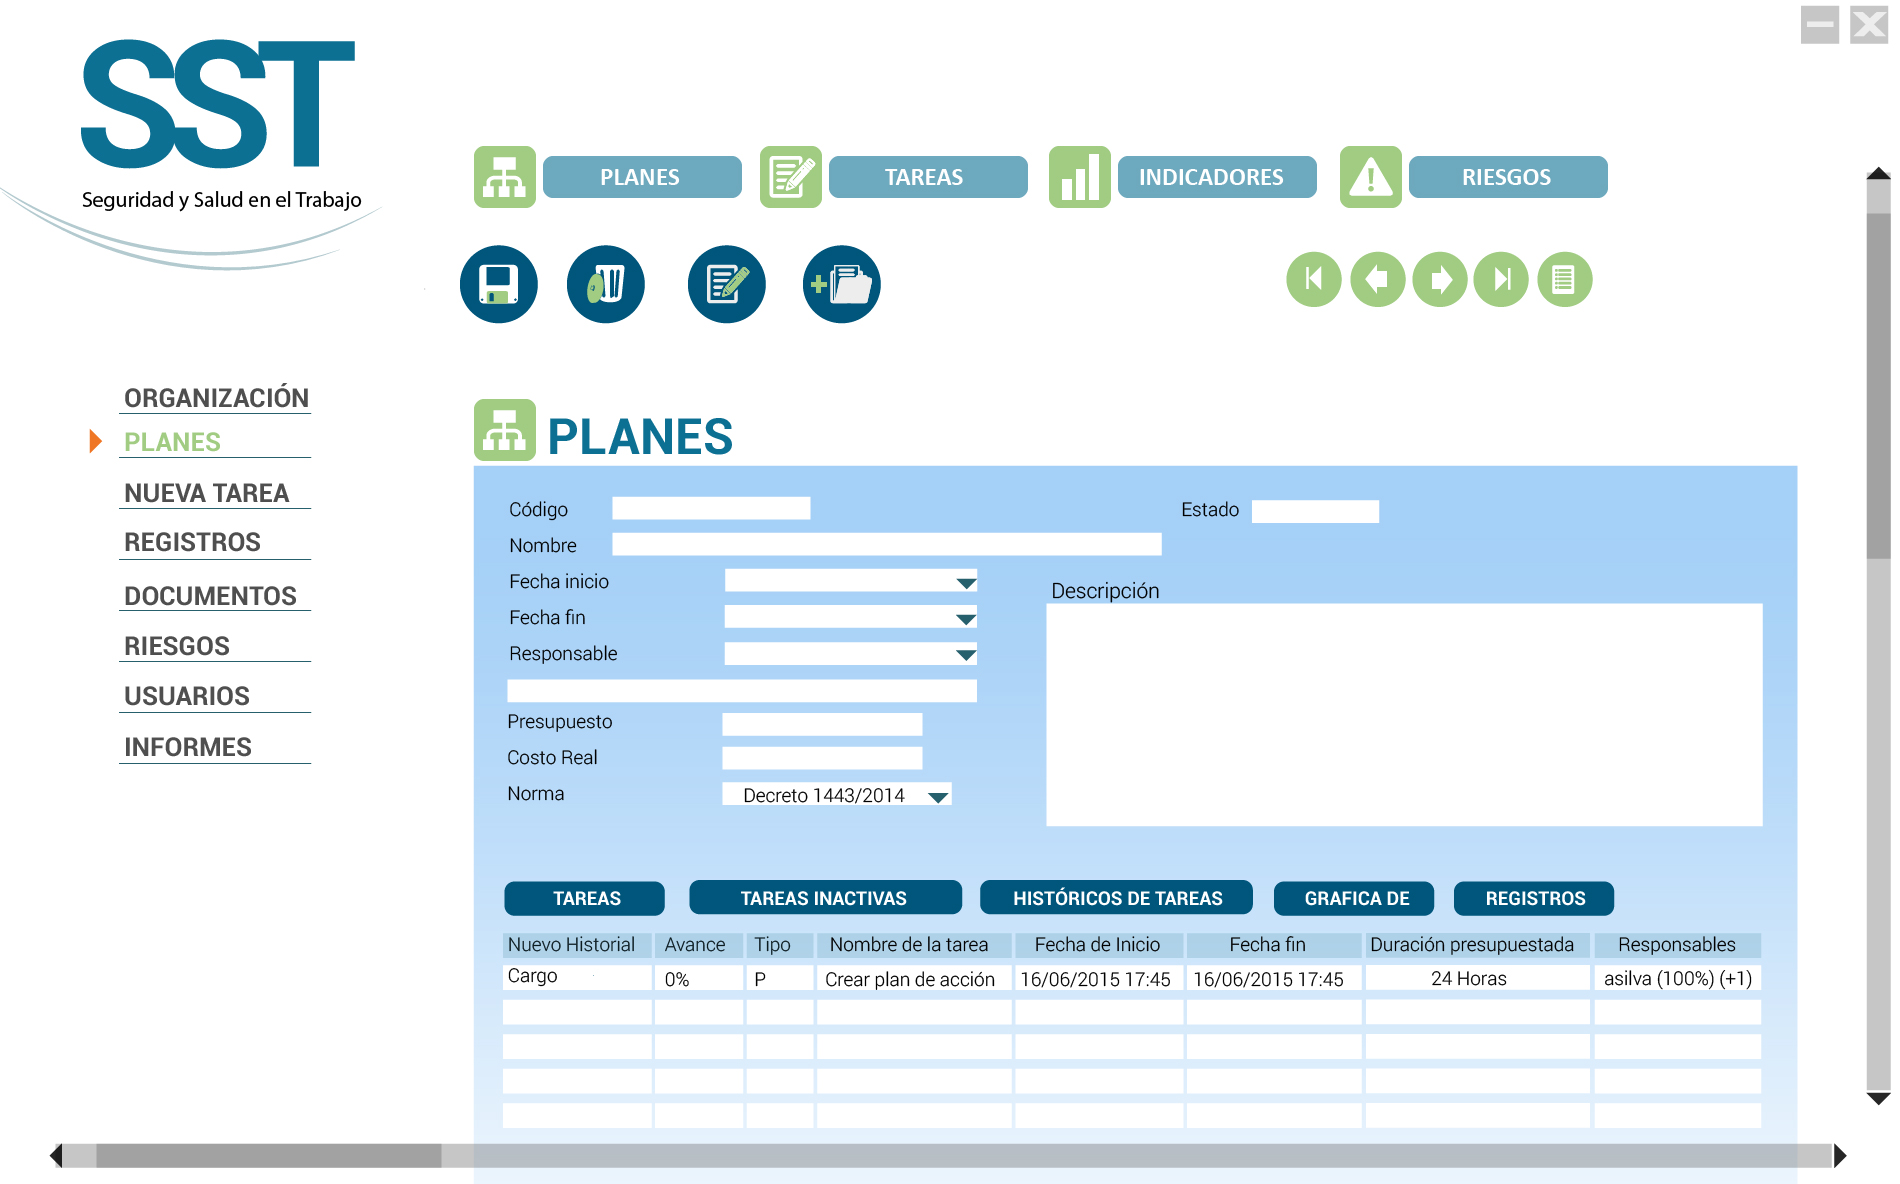 SST
Seguridad y Salud en el Trabajo
PLANES
TAREAS
INDICADORES
RIESGOS
ORGANIZACIÓN
PLANES
NUEVA TAREA
REGISTROS
DOCUMENTOS
RIESGOS
USUARIOS
INFORMES
PLANES
Código
Estado
Nombre
Fecha inicio
Descripción
Fecha fin
Responsable
Presupuesto
Costo Real
Norma Decreto 1443/2014
TAREAS TAREAS INACTIVAS HISTÓRICOS DE TAREAS GRAFICA DE REGISTROS
Nuevo Historial Avance Tipo Nombre de la tarea Fecha de Inicio Fecha fin Duración presupuestada Responsables
Cargo 0% P Crear plan de acción 16/06/2015 17:45 16/06/2015 17:45 24 Horas asilva (100%) (+1)